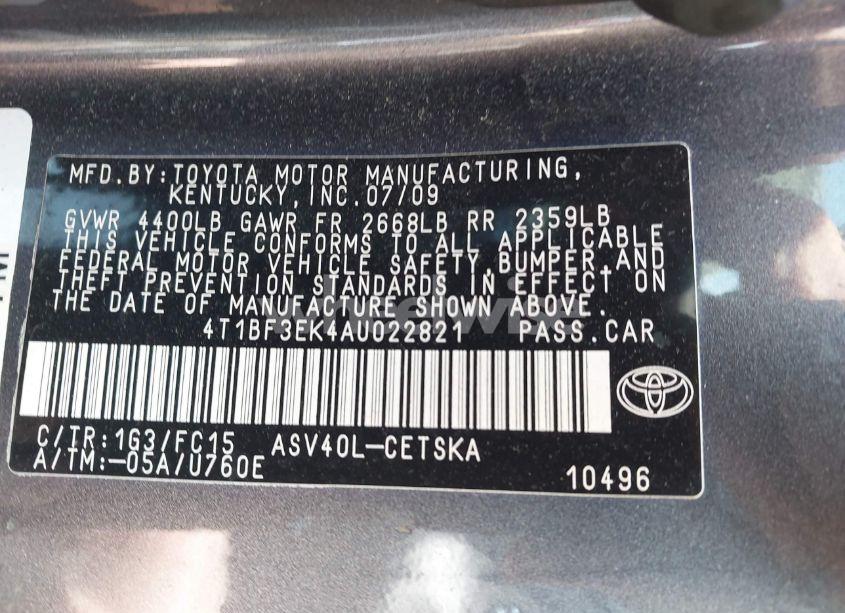 MFD.BY:TOYOTA MOTOR MANUFACTURING,
KENTUCKY,INC.07/09
GVWR 4400LB GAWR FR 2668LB RR 2359LB
THIS VEHICLE CONFORMS TO ALL APPLICABLE
FEDERAL MOTOR VEHICLE SAFETY,BUMPER,AND
THEFT PREVENTION STANDARDS IN EFFECT ON
THE DATE OF MANUFACTURE SHOWN ABOVE.
4T1BF3EK4AU022821 PASS.CAR
C/TR:1G3/FC15 ASV40L-CETSKA
A/TM:-05A/U760E
10496